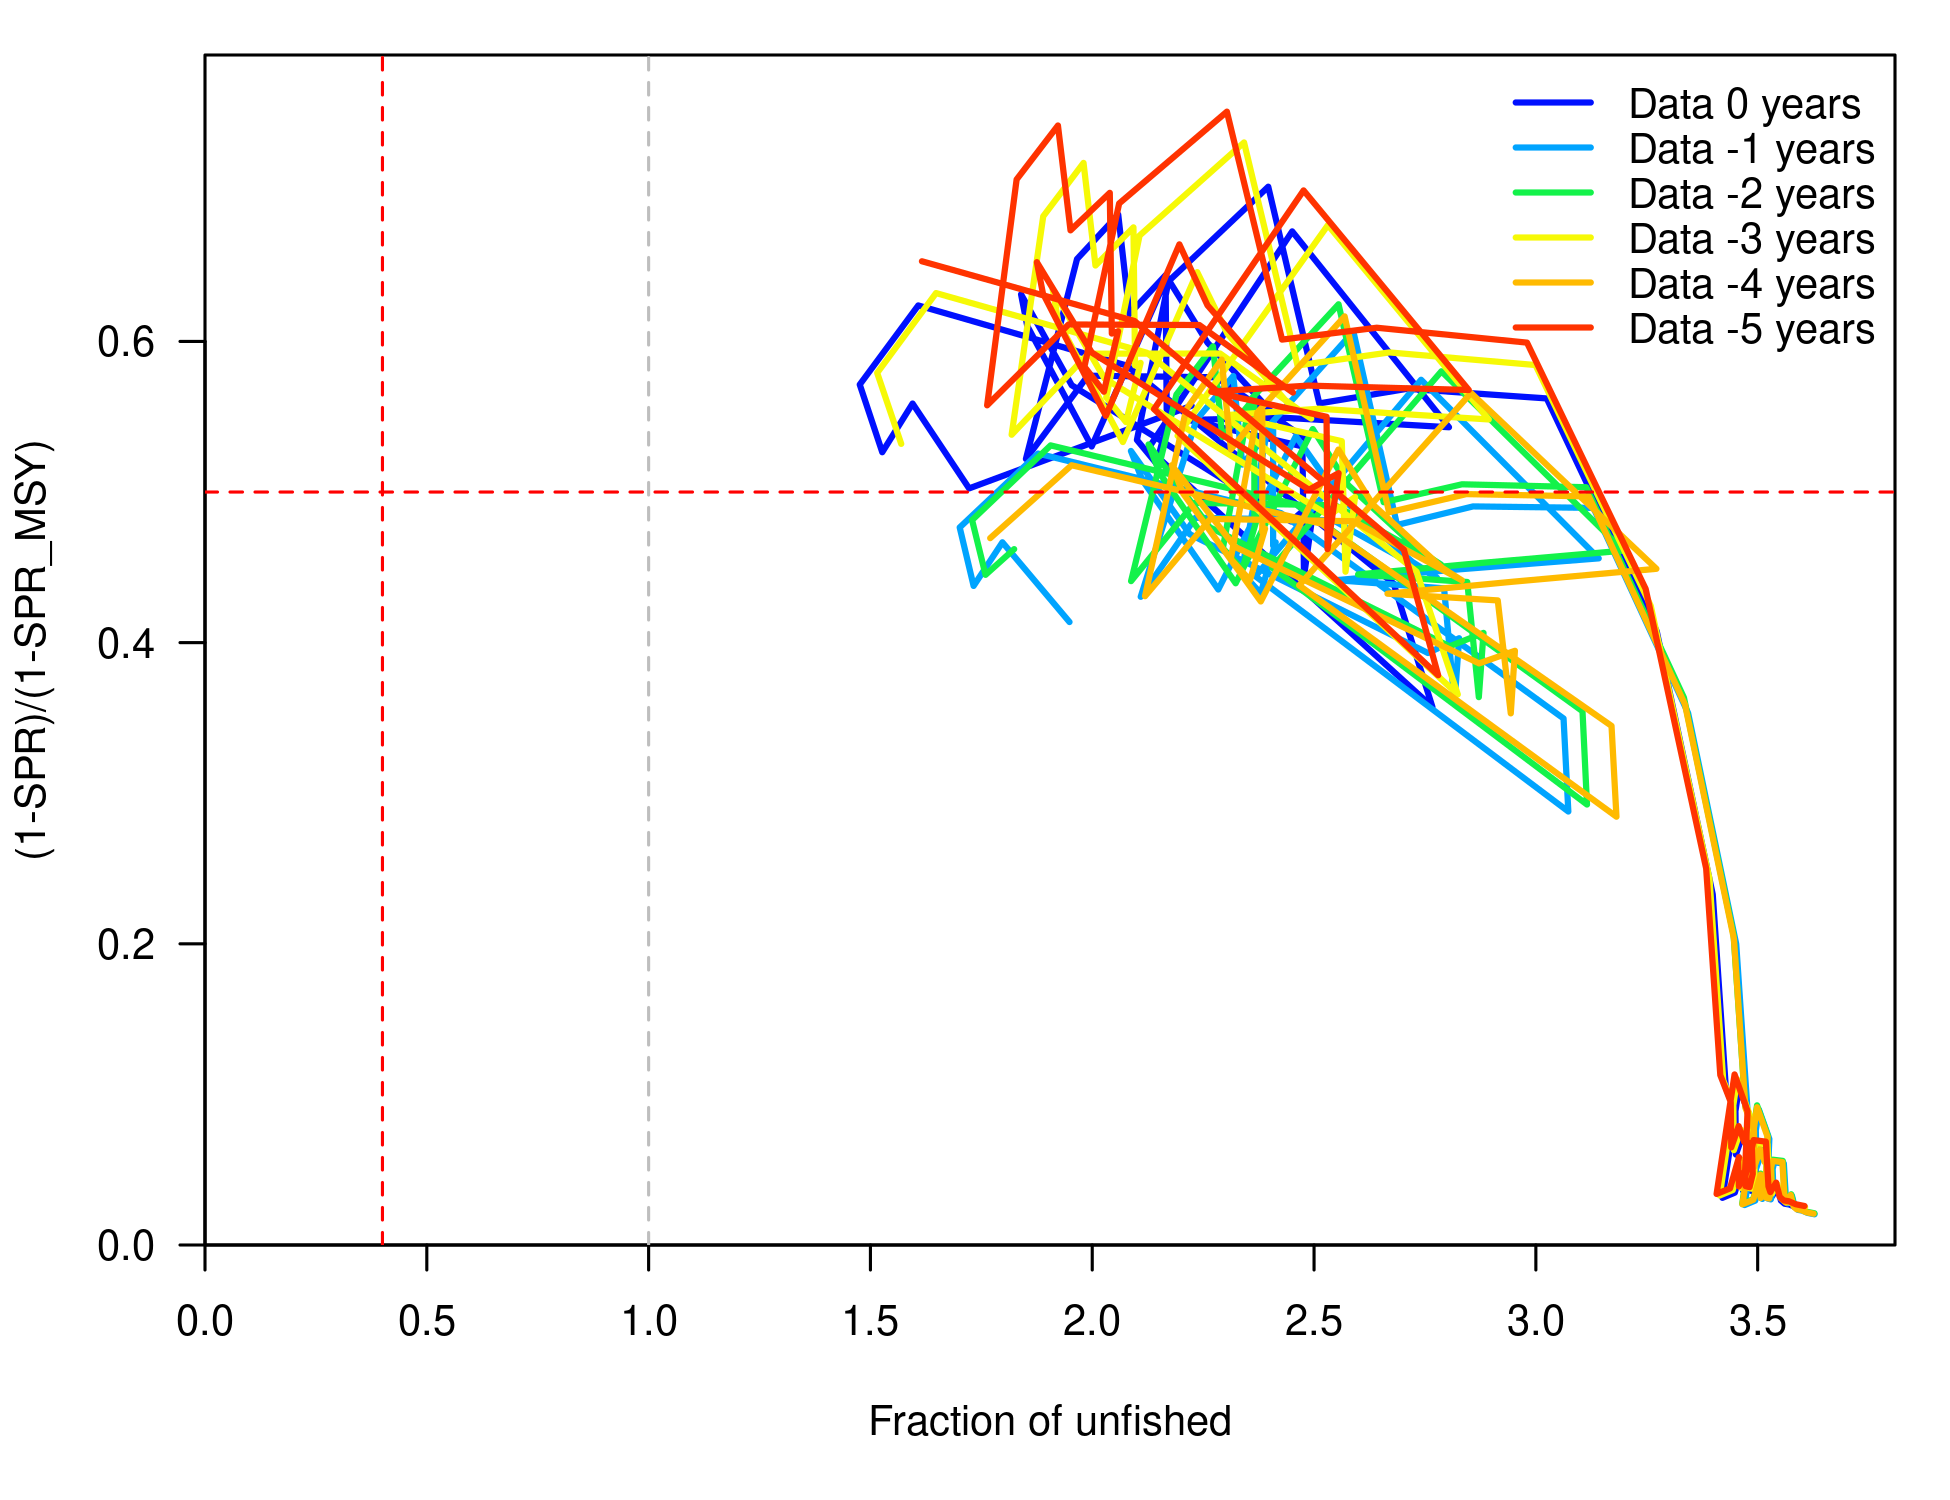 Data 0 years
Data -1 years
Data -2 years
Data -3 years
Data -4 years
Data -5 years
(1-SPR)/(1-SPR_MSY)
0.6
0.4
0.2
0.0
0.0 0.5 1.0 1.5 2.0 2.5 3.0 3.5
Fraction of unfished